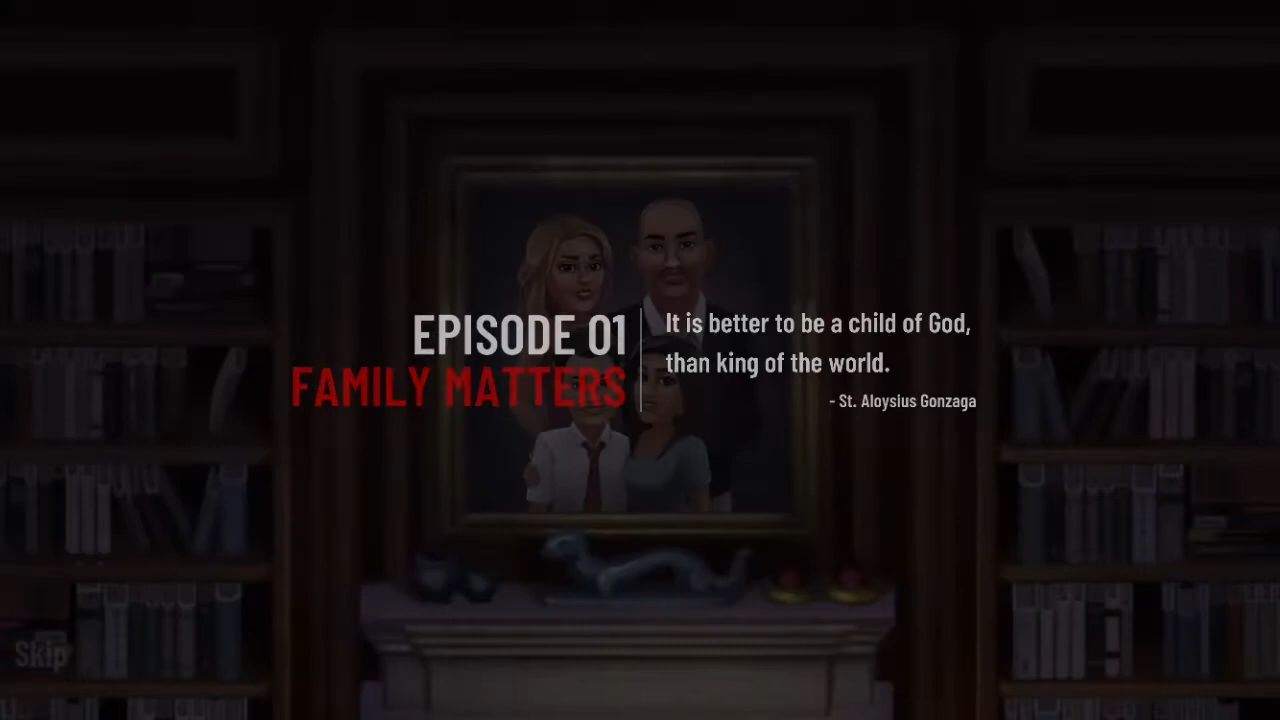 EPISODE 01
FAMILY MATTERS
It is better to be a child of God,
than king of the world.
- St. Aloysius Gonzaga
Skip